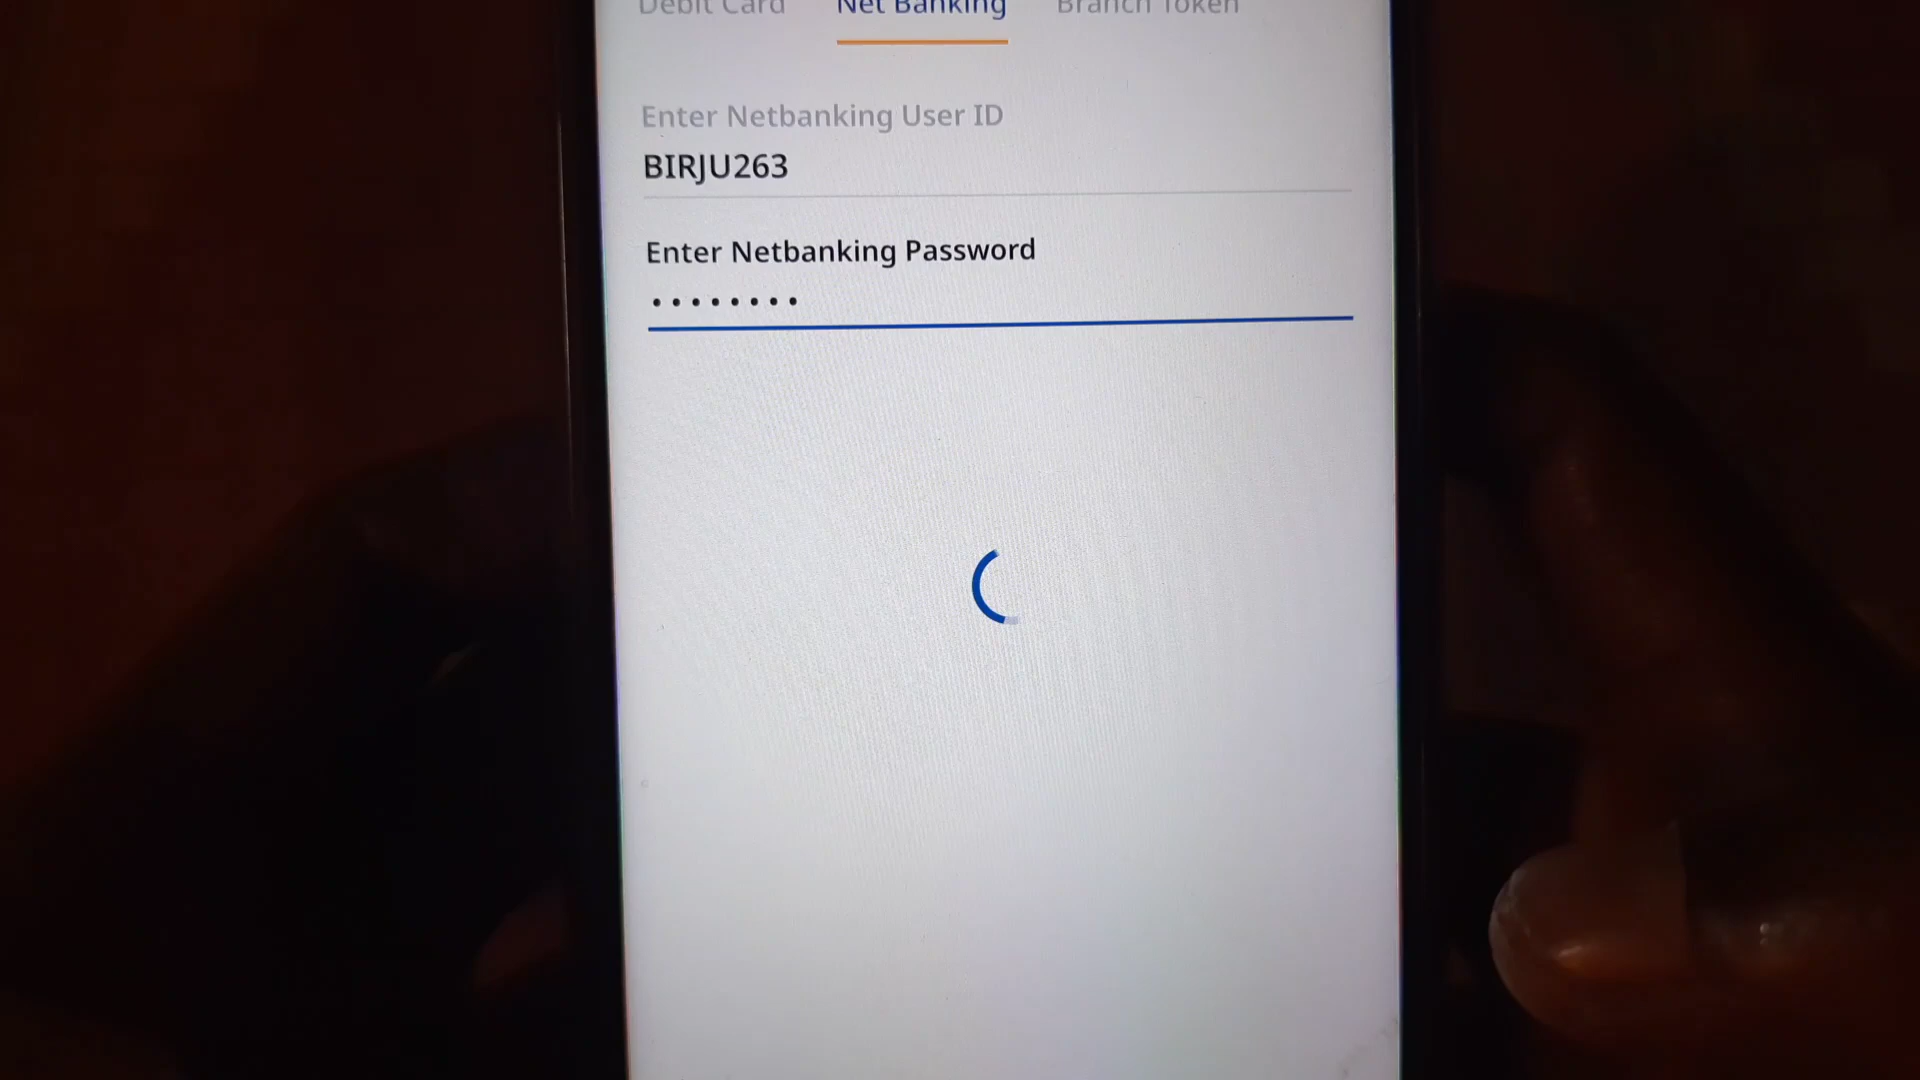 Debit Card Net Banking Branch Token
Enter Netbanking User ID
BIRJU263
Enter Netbanking Password
••••••••